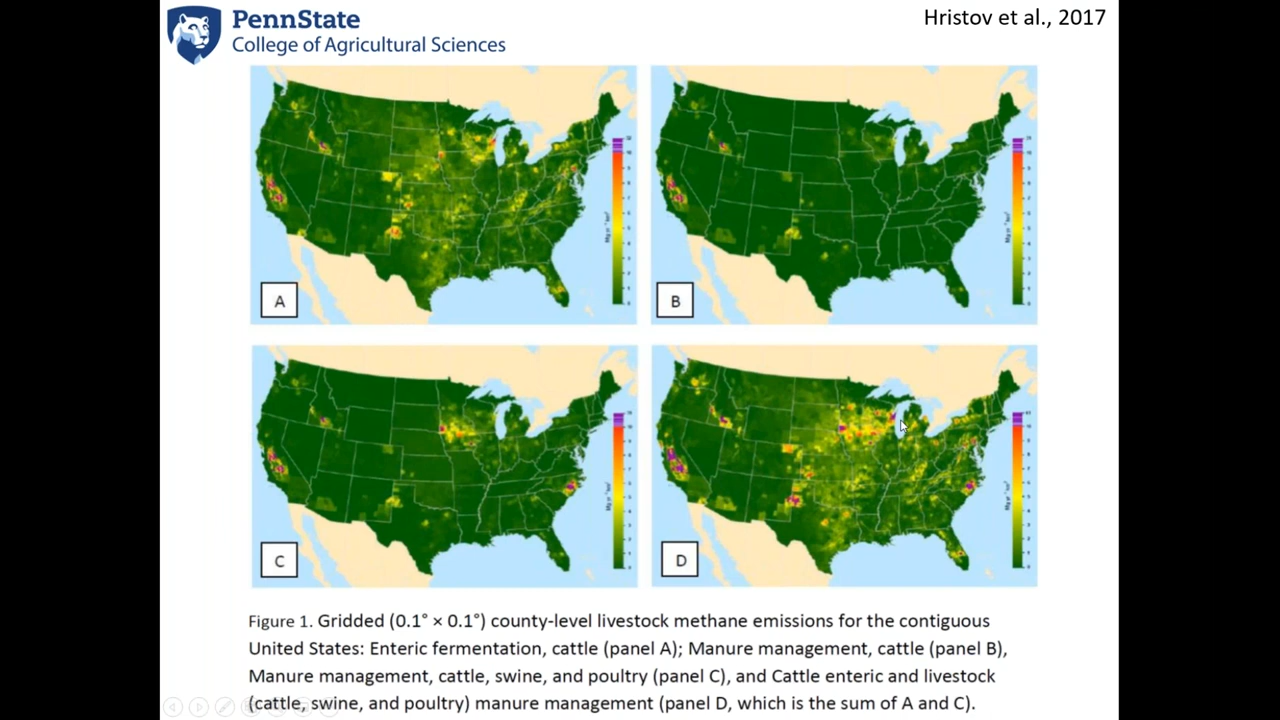 PennState
College of Agricultural Sciences
Hristov et al., 2017
A
B
C
D
Figure 1. Gridded (0.1° × 0.1°) county-level livestock methane emissions for the contiguous
United States: Enteric fermentation, cattle (panel A); Manure management, cattle (panel B),
Manure management, cattle, swine, and poultry (panel C), and Cattle enteric and livestock
(cattle, swine, and poultry) manure management (panel D, which is the sum of A and C).